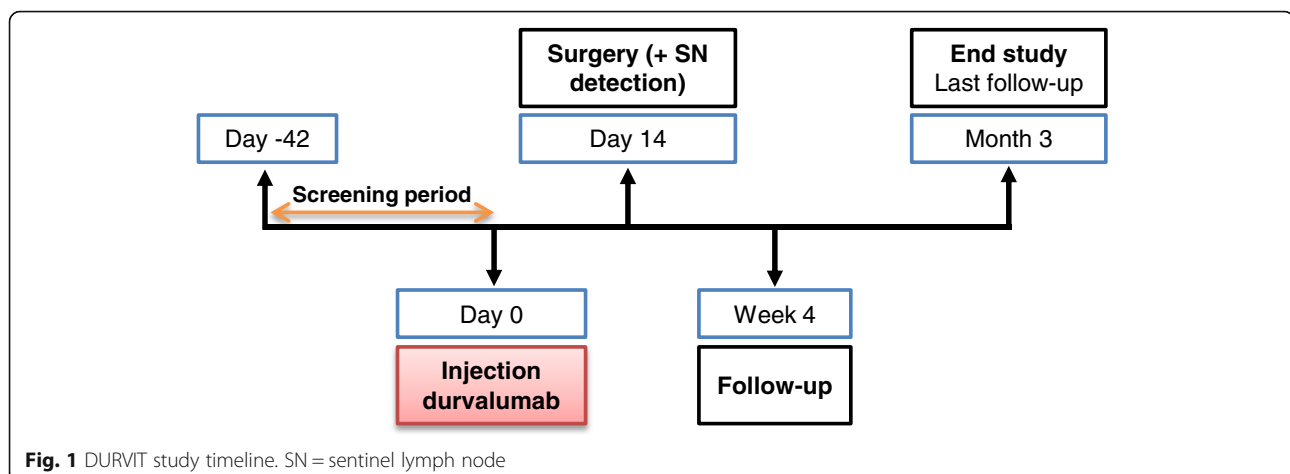 Surgery (+ SN
detection)
End study
Last follow-up
Day -42
Day 14
Month 3
Screening period
Day 0
Week 4
Injection
durvalumab
Follow-up
Fig. 1 DURVIT study timeline. SN = sentinel lymph node